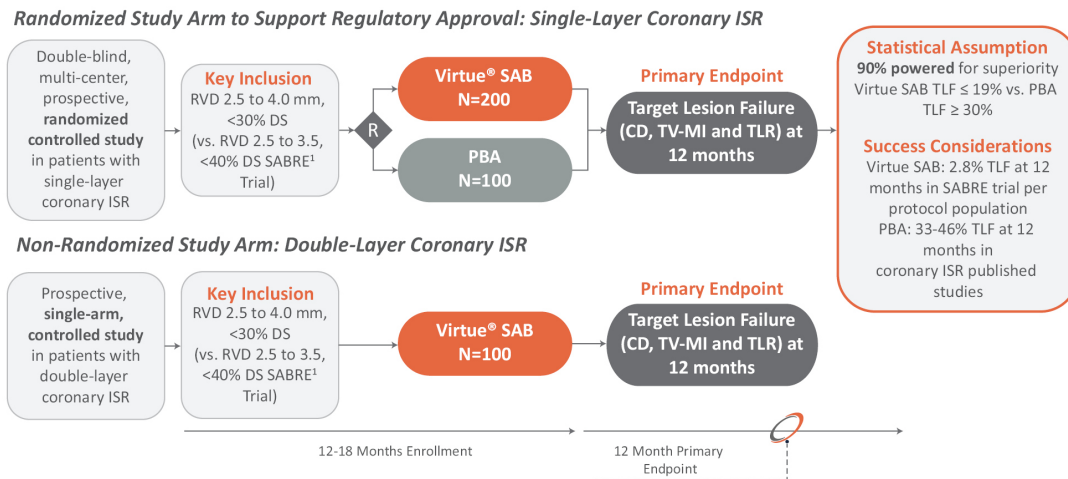 Randomized Study Arm to Support Regulatory Approval: Single-Layer Coronary ISR
Double-blind,
multi-center,
prospective,
randomized
controlled study
in patients with
single-layer
coronary ISR
Key Inclusion
RVD 2.5 to 4.0 mm,
<30% DS
(vs. RVD 2.5 to 3.5,
<40% DS SABRE¹
Trial)
R
Virtue® SAB
N=200
PBA
N=100
Primary Endpoint
Target Lesion Failure
(CD, TV-MI and TLR) at
12 months
Statistical Assumption
90% powered for superiority
Virtue SAB TLF ≤ 19% vs. PBA
TLF ≥ 30%
Success Considerations
Virtue SAB: 2.8% TLF at 12
months in SABRE trial per
protocol population
PBA: 33-46% TLF at 12
months in
coronary ISR published
studies
Non-Randomized Study Arm: Double-Layer Coronary ISR
Prospective,
single-arm,
controlled study
in patients with
double-layer
coronary ISR
Key Inclusion
RVD 2.5 to 4.0 mm,
<30% DS
(vs. RVD 2.5 to 3.5,
<40% DS SABRE¹
Trial)
Virtue® SAB
N=100
Primary Endpoint
Target Lesion Failure
(CD, TV-MI and TLR) at
12 months
12-18 Months Enrollment
12 Month Primary
Endpoint